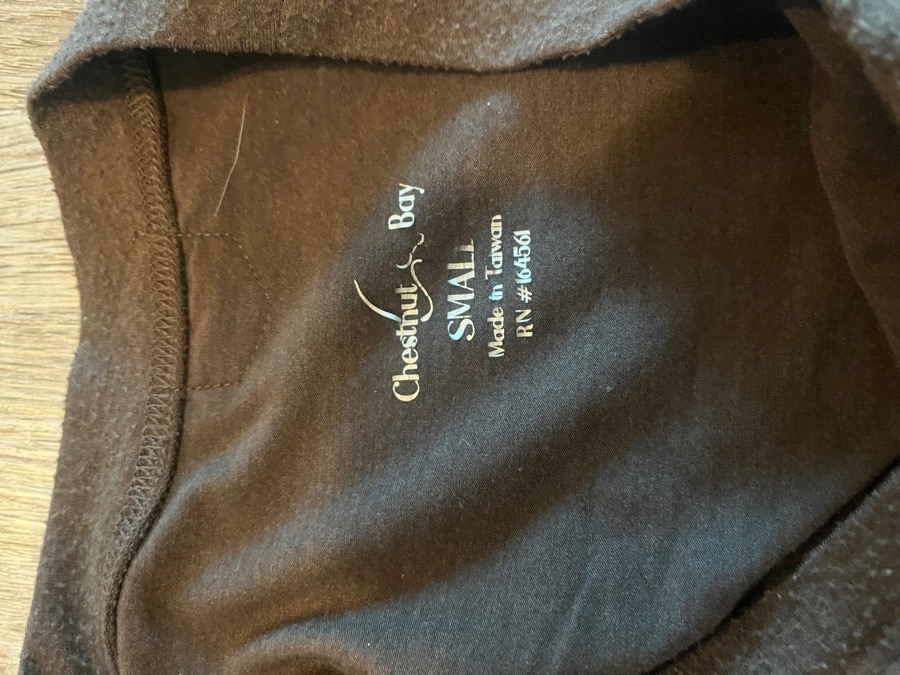 Chestnut Bay
SMALL
Made in Taiwan
RN #164561